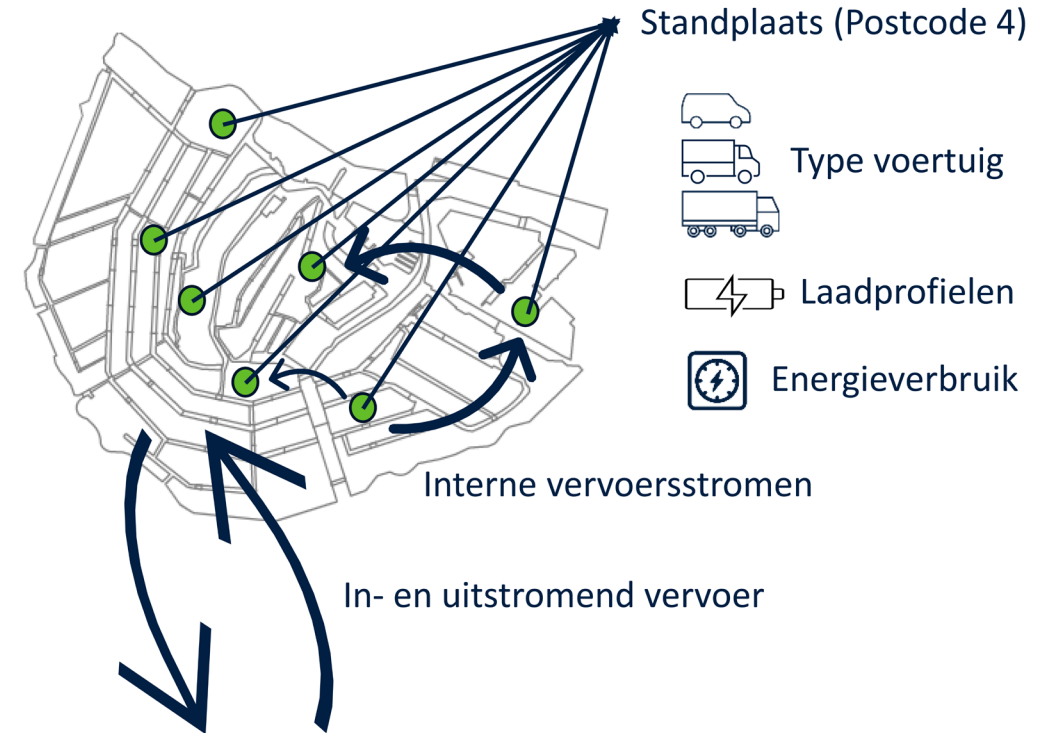 Standplaats (Postcode 4)
Type voertuig
Laadprofielen
Energieverbruik
Interne vervoersstromen
In- en uitstromend vervoer